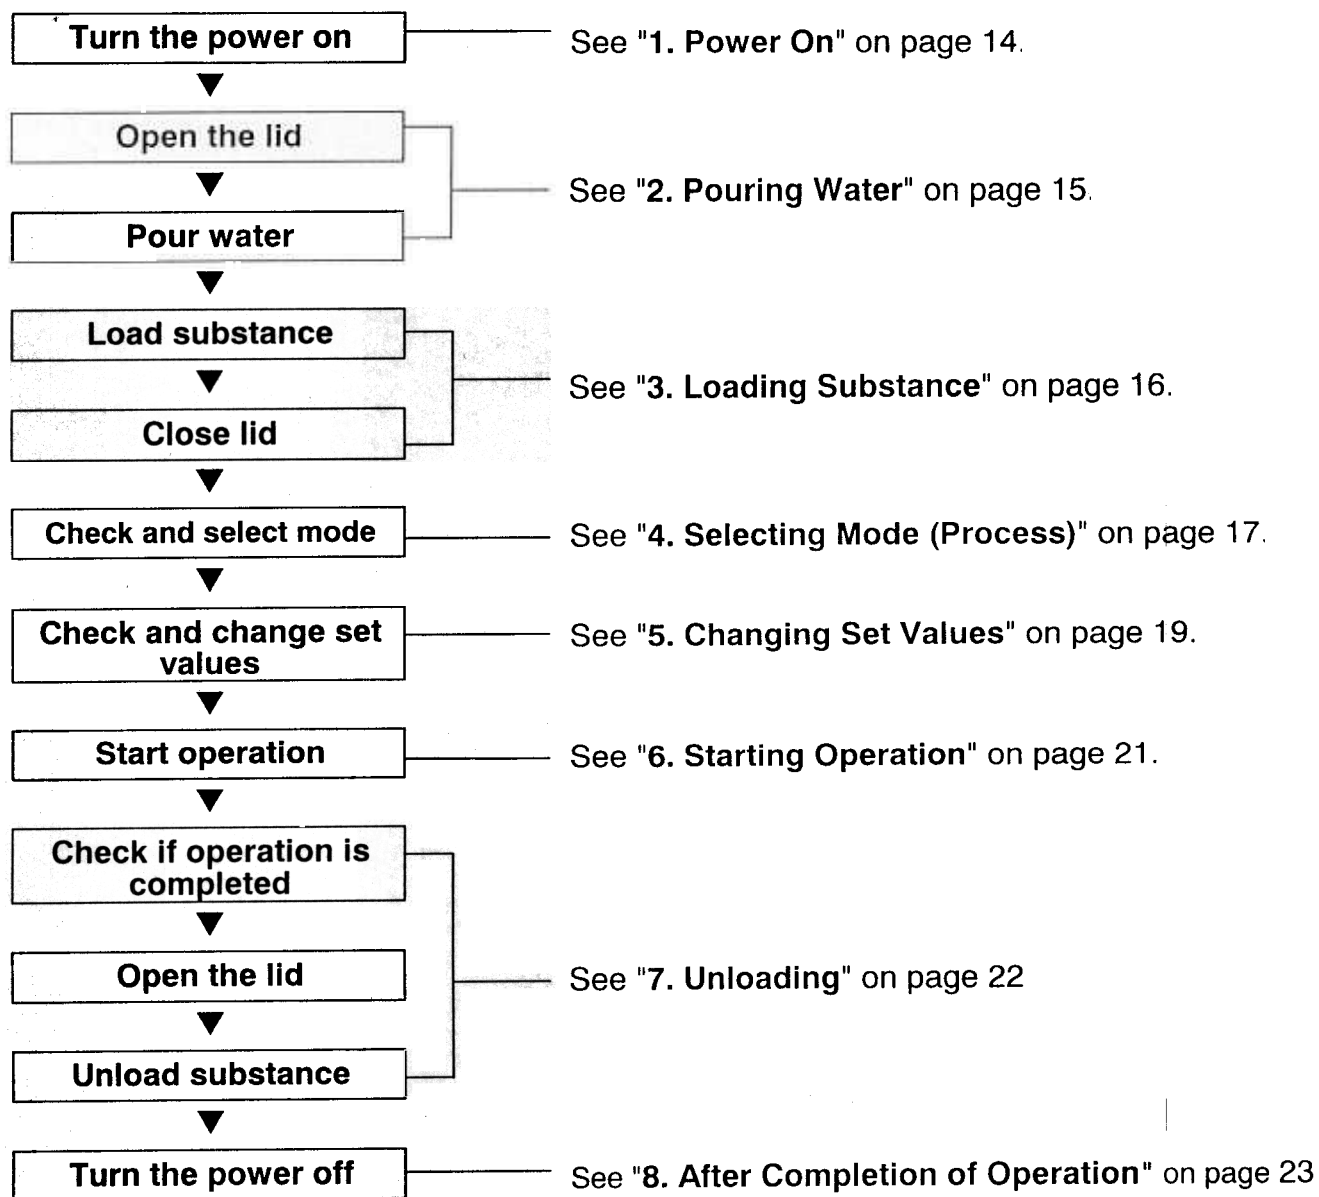 Turn the power on
See "1. Power On" on page 14.
Open the lid
See "2. Pouring Water" on page 15.
Pour water
Load substance
See "3. Loading Substance" on page 16.
Close lid
Check and select mode
See "4. Selecting Mode (Process)" on page 17.
Check and change set
values
See "5. Changing Set Values" on page 19.
Start operation
See "6. Starting Operation" on page 21.
Check if operation is
completed
Open the lid
See "7. Unloading" on page 22
Unload substance
Turn the power off
See "8. After Completion of Operation" on page 23